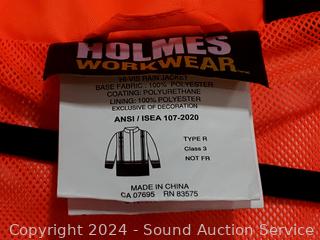 HOLMES
WORKWEAR
HI-VIS RAIN JACKET
BASE FABRIC: 100% POLYESTER
COATING: POLYURETHANE
LINING: 100% POLYESTER
EXCLUSIVE OF DECORATION
ANSI / ISEA 107-2020
TYPE R
Class 3
NOT FR
MADE IN CHINA
CA 07695 RN 83575
Copyright 2024 - Sound Auction Service